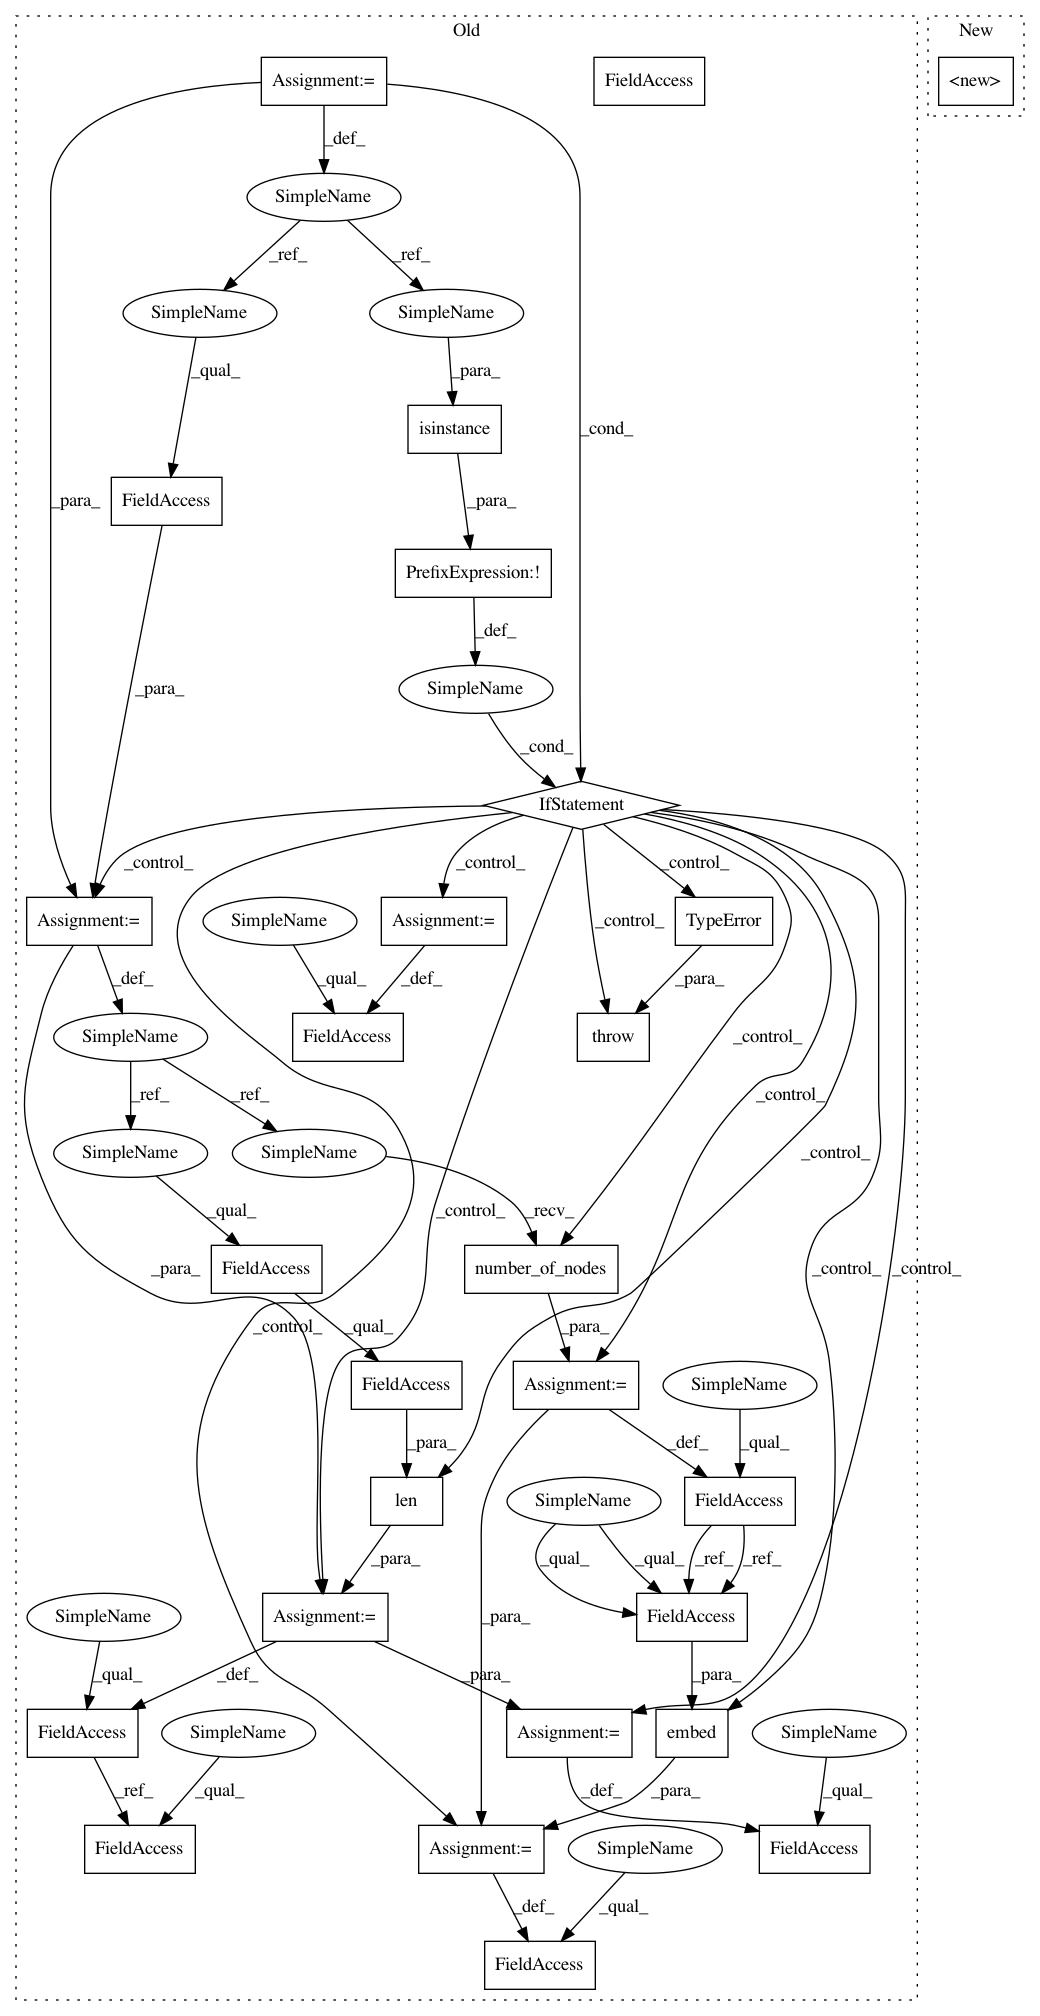 Old
New
Assignment:=
FieldAccess
<new>
_def_
SimpleName
_ref_
_ref_
SimpleName
SimpleName
_qual_
_para_
isinstance
_cond_
FieldAccess
_para_
_para_
PrefixExpression:!
_def_
_para_
SimpleName
_cond_
IfStatement
_control_
_control_
_control_
Assignment:=
SimpleName
Assignment:=
_control_
TypeError
_def_
_qual_
_def_
_para_
SimpleName
FieldAccess
throw
_control_
_ref_
_ref_
_control_
SimpleName
SimpleName
_control_
_qual_
_control_
_recv_
_para_
FieldAccess
number_of_nodes
_control_
_control_
_control_
_qual_
_para_
FieldAccess
Assignment:=
SimpleName
_para_
_def_
_qual_
len
SimpleName
FieldAccess
_para_
_qual_
_qual_
_ref_
_ref_
SimpleName
Assignment:=
_para_
FieldAccess
_qual_
_def_
_para_
_para_
FieldAccess
SimpleName
Assignment:=
embed
SimpleName
_ref_
_qual_
_def_
_para_
_qual_
FieldAccess
Assignment:=
SimpleName
FieldAccess
_def_
_qual_
FieldAccess